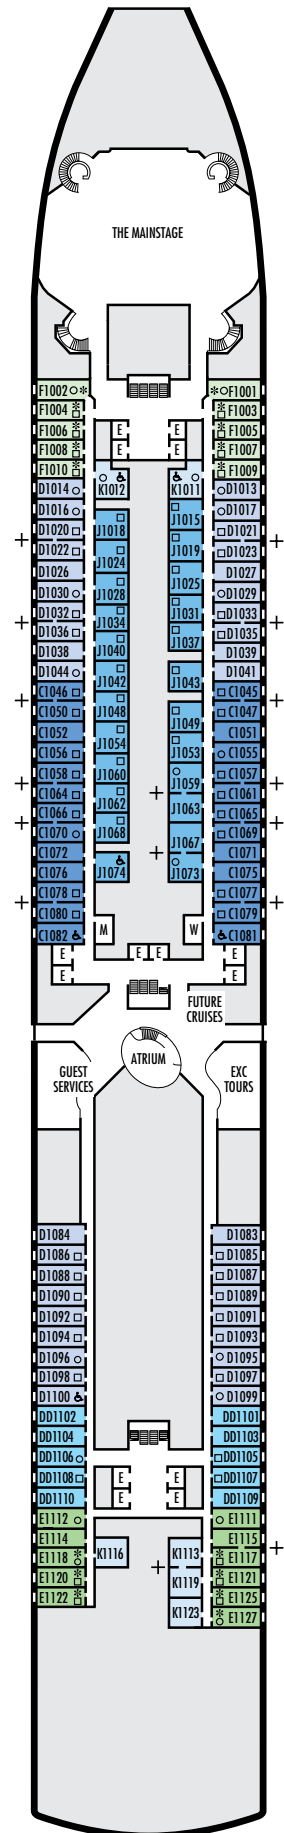 THE MAINSTAGE
F1002 F1001
F1004 E E F1003
F1006 E E F1005
F1008 F1007
F1010 K1012 K1011 F1009
D1014 D1013
D1016 J1015 D1017
D1020 J1018 D1021
D1022 J1019 D1023
D1026 J1024 J1025 D1027
D1030 J1028 D1029
D1032 J1034 J1031 D1033
D1036 J1040 J1037 D1035
D1038 D1039
D1044 J1042 J1043 D1041
C1046 C1045
C1050 J1048 J1049 C1047
C1052 J1054 C1051
C1056 J1053 C1055
C1058 J1060 J1059 C1057
C1064 J1062 J1063 C1061
C1066 C1065
C1070 J1068 J1067 C1069
C1072 C1071
C1076 J1074 J1073 C1075
C1078 C1077
C1080 C1079
C1082 M W C1081
E E E E
E E
FUTURE
CRUISES
ATRIUM
GUEST
SERVICES
EXC
TOURS
D1084 D1083
D1086 D1085
D1088 D1087
D1090 D1089
D1092 D1091
D1094 D1093
D1096 D1095
D1098 D1097
D1100 D1099
DD1102 DD1101
DD1104 DD1103
DD1106 DD1105
DD1108 E E DD1107
DD1110 E E DD1109
E1112 E1111
E1114 E1115
E1118 K1116 K1113 E1117
E1120 K1119 E1121
E1122 E1125
K1123 E1127